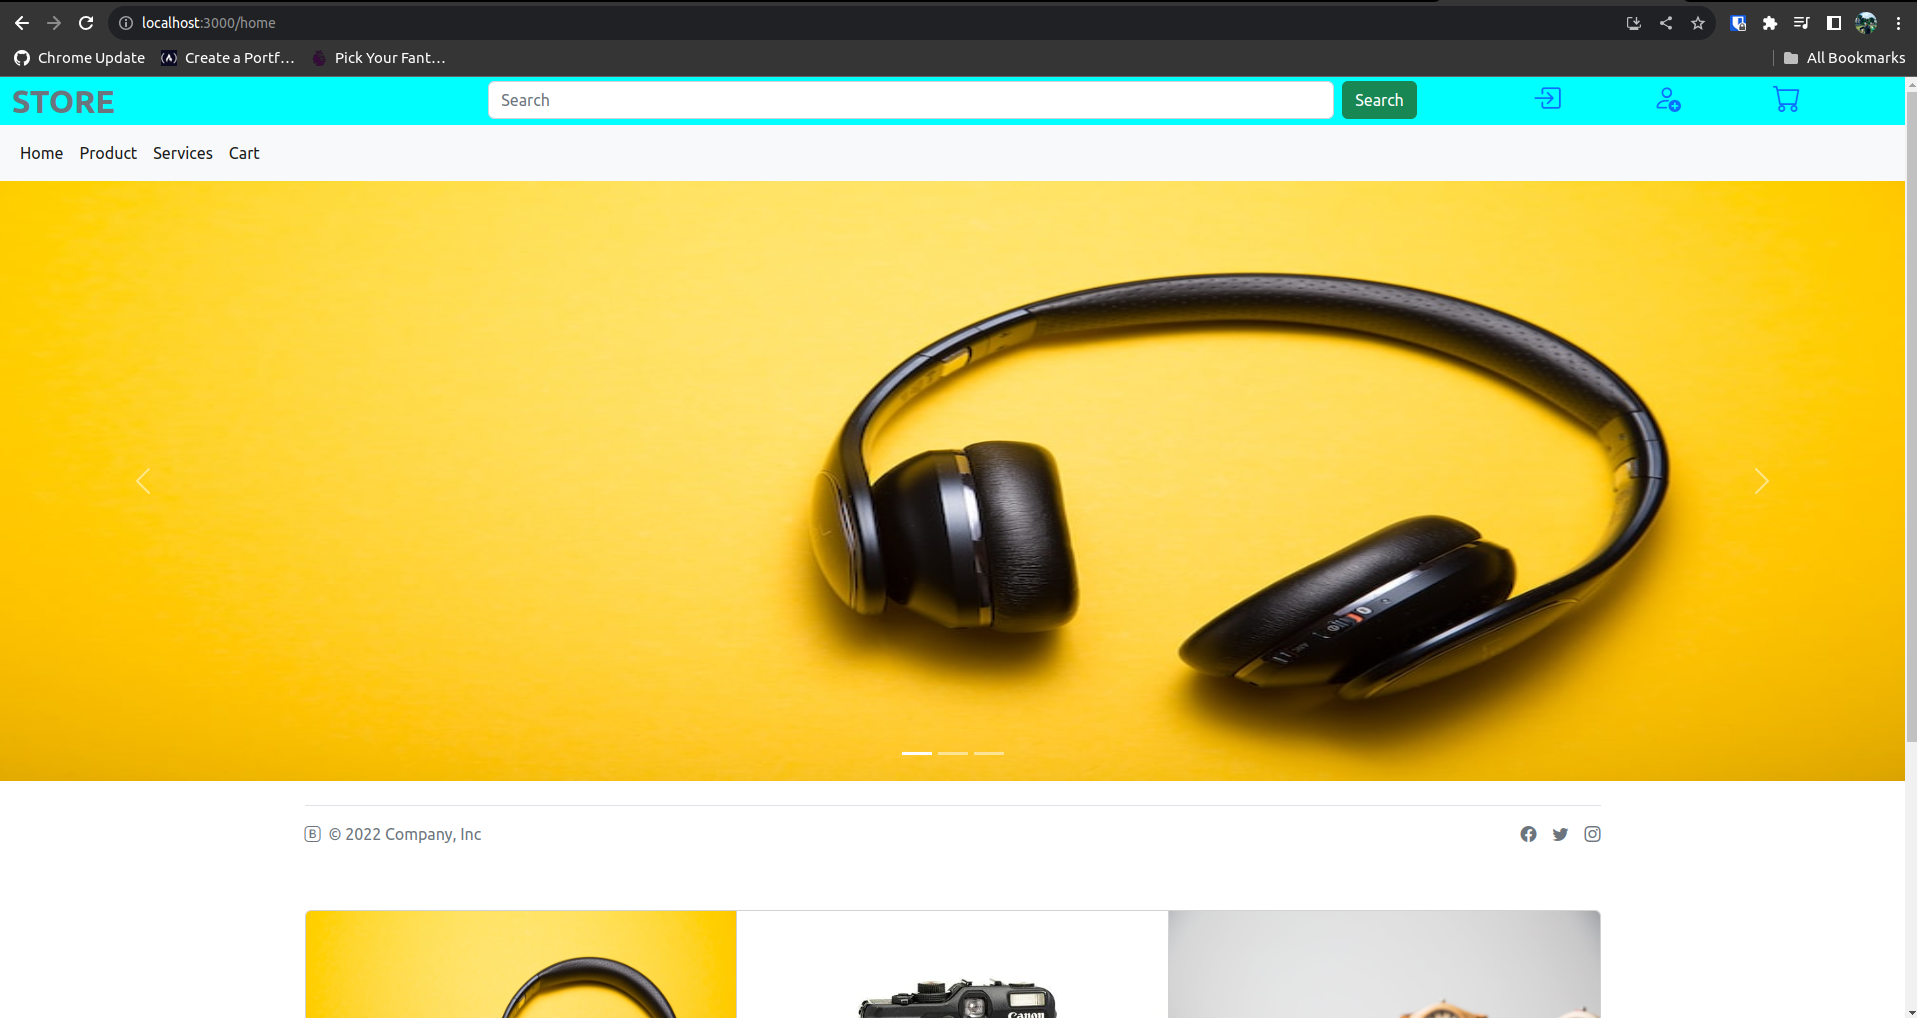 localhost:3000/home
Chrome Update Create a Portf... Pick Your Fant... All Bookmarks
STORE Search Search
Home Product Services Cart
B © 2022 Company, Inc
Canon